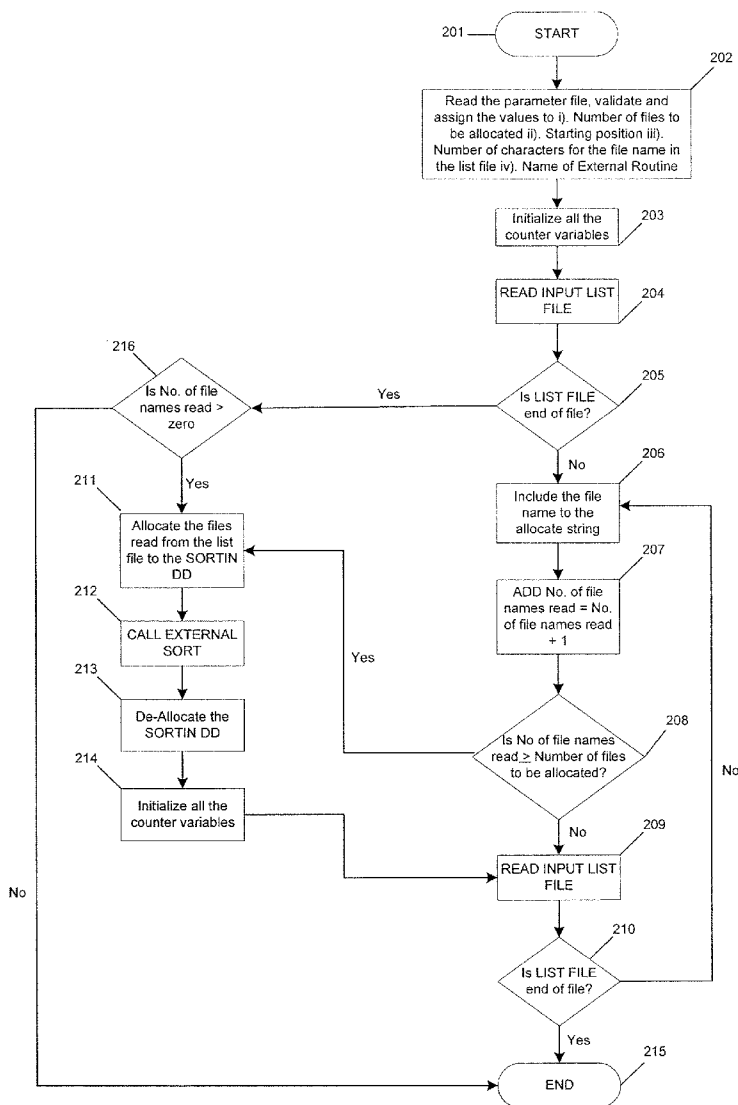 201
START
202
Read the parameter file, validate and
assign the values to i). Number of files to
be allocated ii). Starting position iii).
Number of characters for the file name in
the list file iv). Name of External Routine
Initialize all the
counter variables
203
READ INPUT LIST
FILE
204
216
Is No. of file
names read >
zero
Yes
Is LIST FILE
end of file?
205
No
206
Yes
211
Include the file
name to the
allocate string
Allocate the files
read from the list
file to the SORTIN
DD
207
ADD No. of file
names read = No.
of file names read
+ 1
212
CALL EXTERNAL
SORT
Yes
213
De-Allocate the
SORTIN DD
Is No of file names
read ≥ Number of files
to be allocated?
208
No
214
Initialize all the
counter variables
No
209
READ INPUT LIST
FILE
No
210
Is LIST FILE
end of file?
Yes
END
215